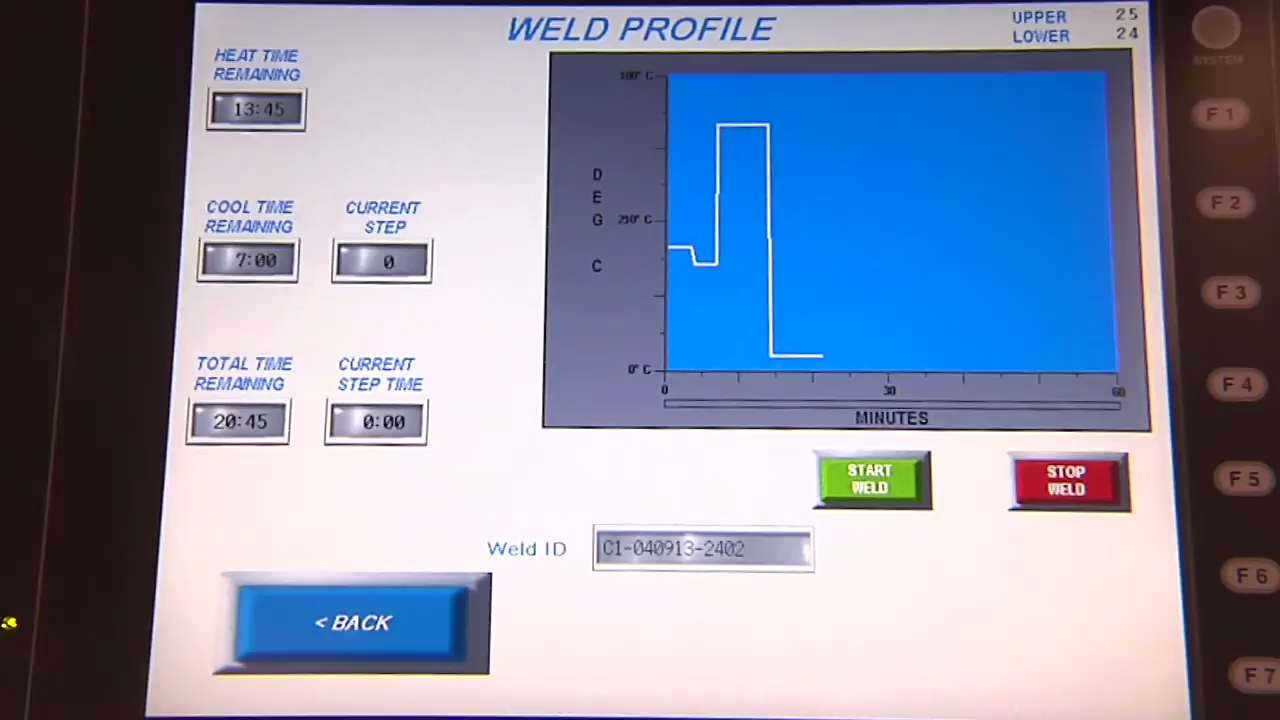 WELD PROFILE
UPPER 25
LOWER 24
HEAT TIME
REMAINING
13:45
COOL TIME
REMAINING
7:00
CURRENT
STEP
0
TOTAL TIME
REMAINING
20:45
CURRENT
STEP TIME
0:00
D
E
G
C
0° C
0
30
60
MINUTES
START
WELD
STOP
WELD
Weld ID
C1-040913-2402
< BACK
SYSTEM
F 1
F 2
F 3
F 4
F 5
F 6
F 7